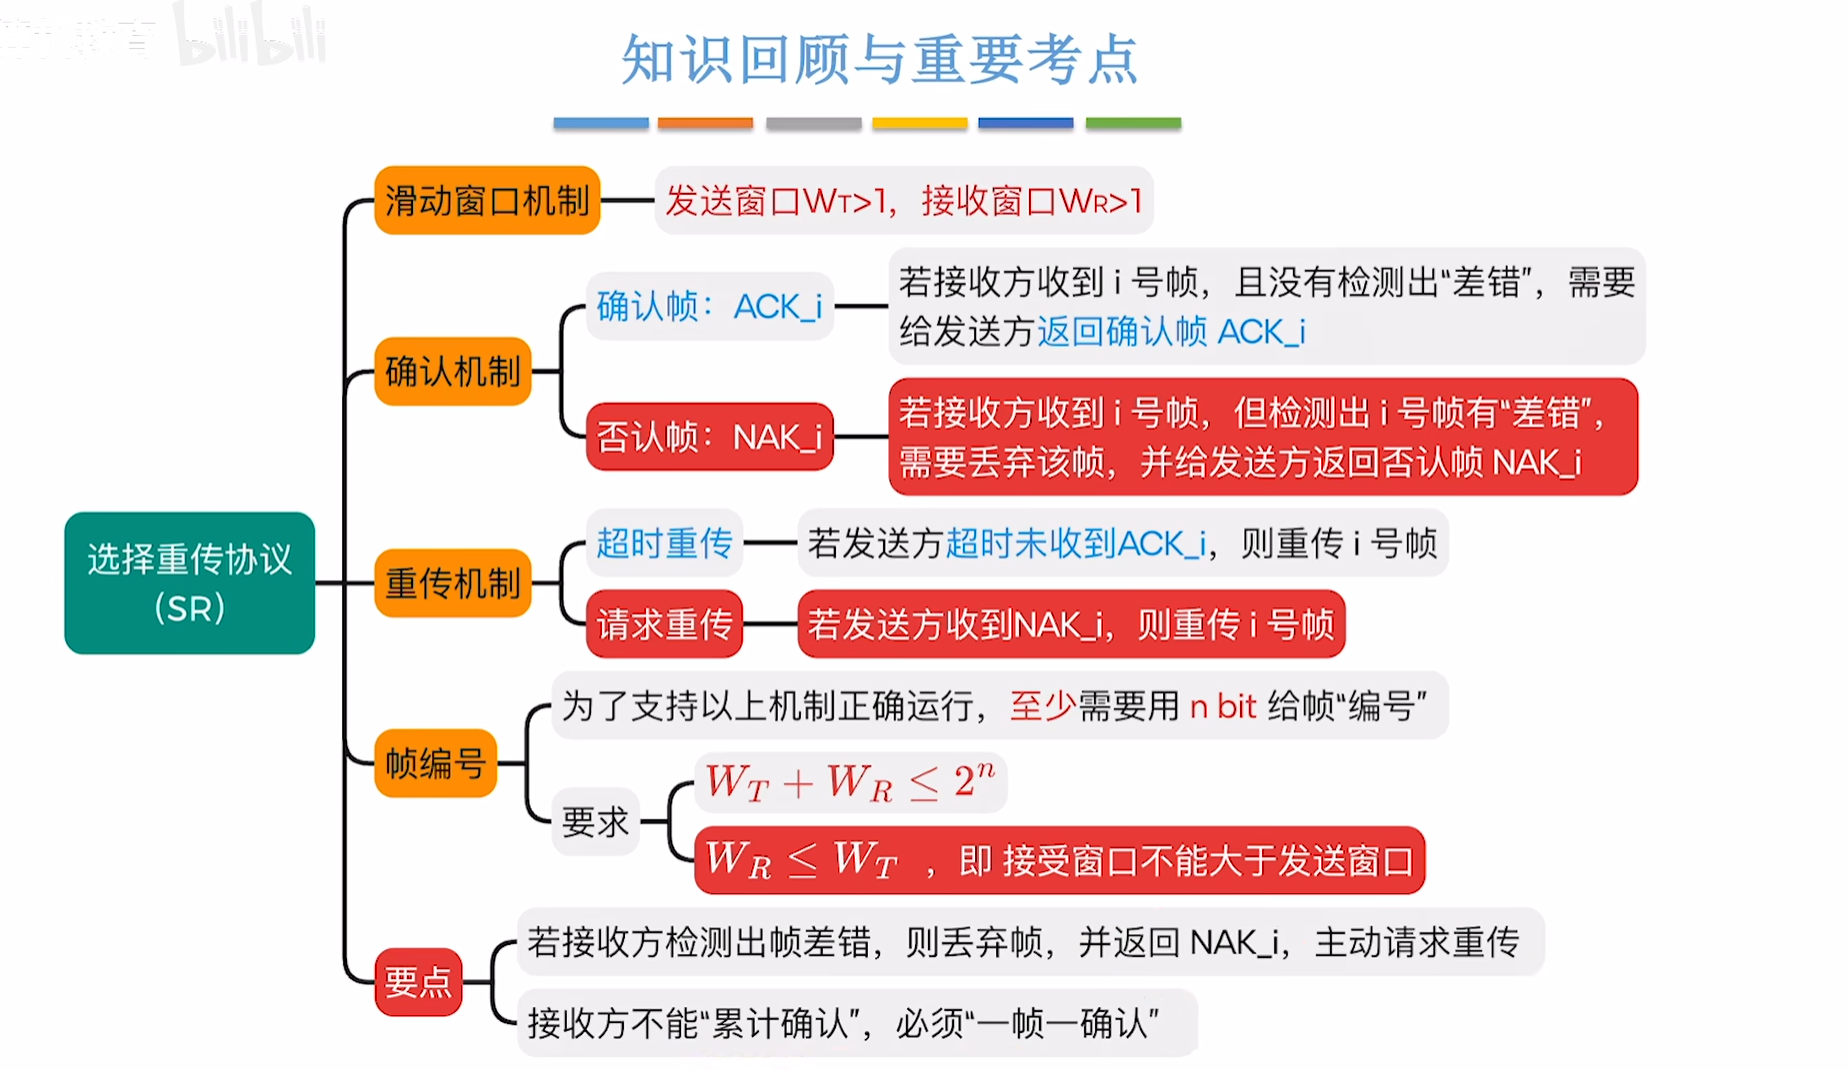 bilibili
知识回顾与重要考点
滑动窗口机制
发送窗口WT>1，接收窗口WR>1
确认机制
确认帧：ACK_i
若接收方收到 i 号帧，且没有检测出“差错”，需要
给发送方返回确认帧 ACK_i
否认帧：NAK_i
若接收方收到 i 号帧，但检测出 i 号帧有“差错”，
需要丢弃该帧，并给发送方返回否认帧 NAK_i
选择重传协议
（SR）
重传机制
超时重传
若发送方超时未收到ACK_i，则重传 i 号帧
请求重传
若发送方收到NAK_i，则重传 i 号帧
帧编号
为了支持以上机制正确运行，至少需要用 n bit 给帧“编号”
要求
W_T + W_R ≤ 2^n
W_R ≤ W_T ，即 接受窗口不能大于发送窗口
要点
若接收方检测出帧差错，则丢弃帧，并返回 NAK_i，主动请求重传
接收方不能“累计确认”，必须“一帧一确认”